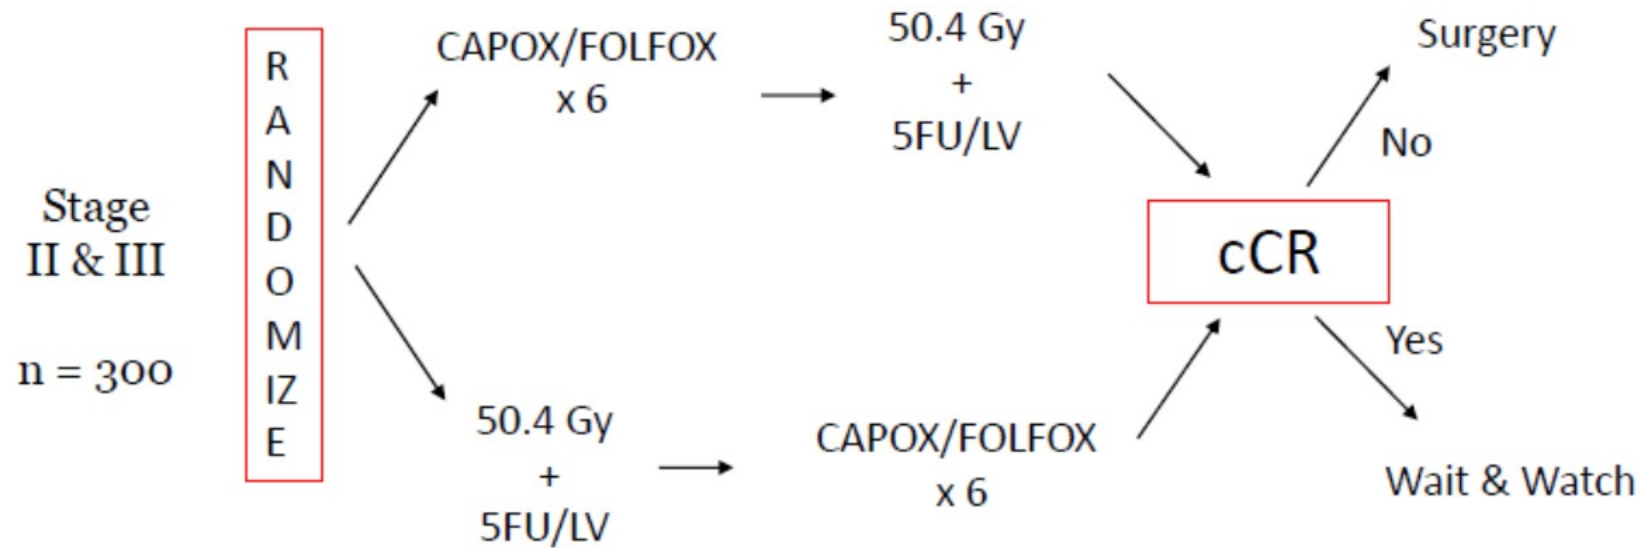 Stage
II & III
n = 300
R
A
N
D
O
M
IZ
E
CAPOX/FOLFOX
x 6
50.4 Gy
+
5FU/LV
50.4 Gy
+
5FU/LV
CAPOX/FOLFOX
x 6
cCR
No
Surgery
Yes
Wait & Watch